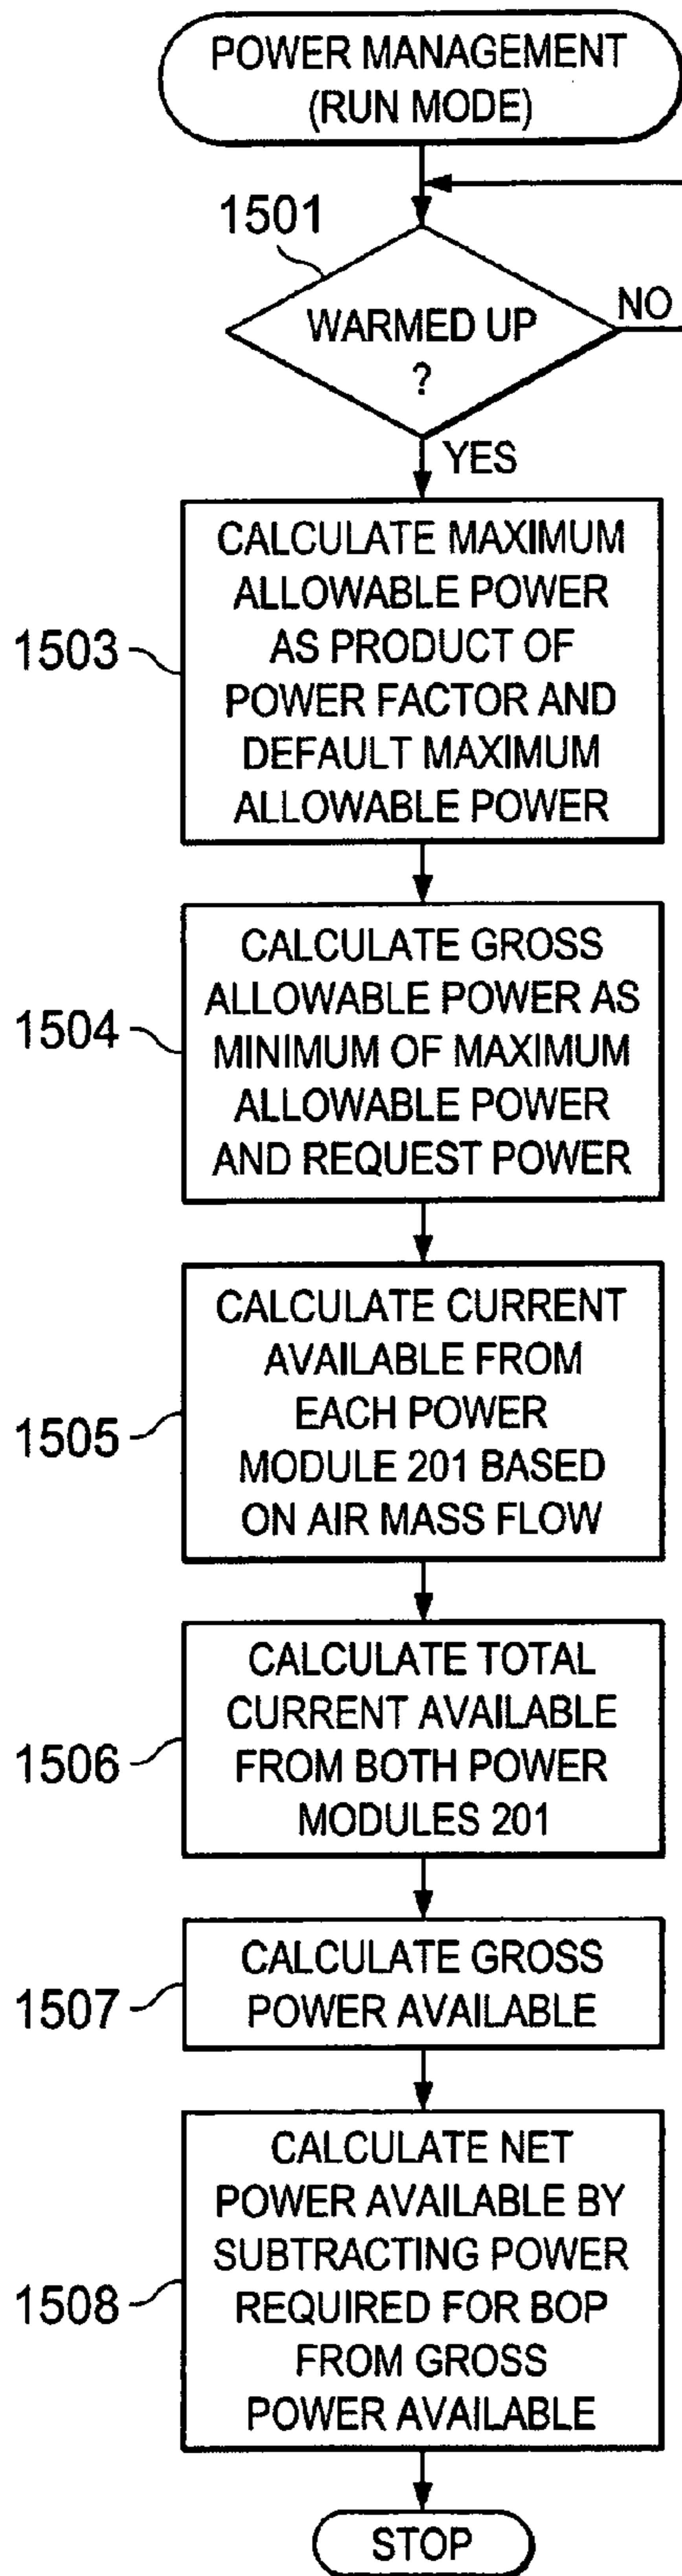 POWER MANAGEMENT
(RUN MODE)
1501
WARMED UP
?
NO
YES
1503
CALCULATE MAXIMUM
ALLOWABLE POWER
AS PRODUCT OF
POWER FACTOR AND
DEFAULT MAXIMUM
ALLOWABLE POWER
1504
CALCULATE GROSS
ALLOWABLE POWER AS
MINIMUM OF MAXIMUM
ALLOWABLE POWER
AND REQUEST POWER
1505
CALCULATE CURRENT
AVAILABLE FROM
EACH POWER
MODULE 201 BASED
ON AIR MASS FLOW
1506
CALCULATE TOTAL
CURRENT AVAILABLE
FROM BOTH POWER
MODULES 201
1507
CALCULATE GROSS
POWER AVAILABLE
1508
CALCULATE NET
POWER AVAILABLE BY
SUBTRACTING POWER
REQUIRED FOR BOP
FROM GROSS
POWER AVAILABLE
STOP